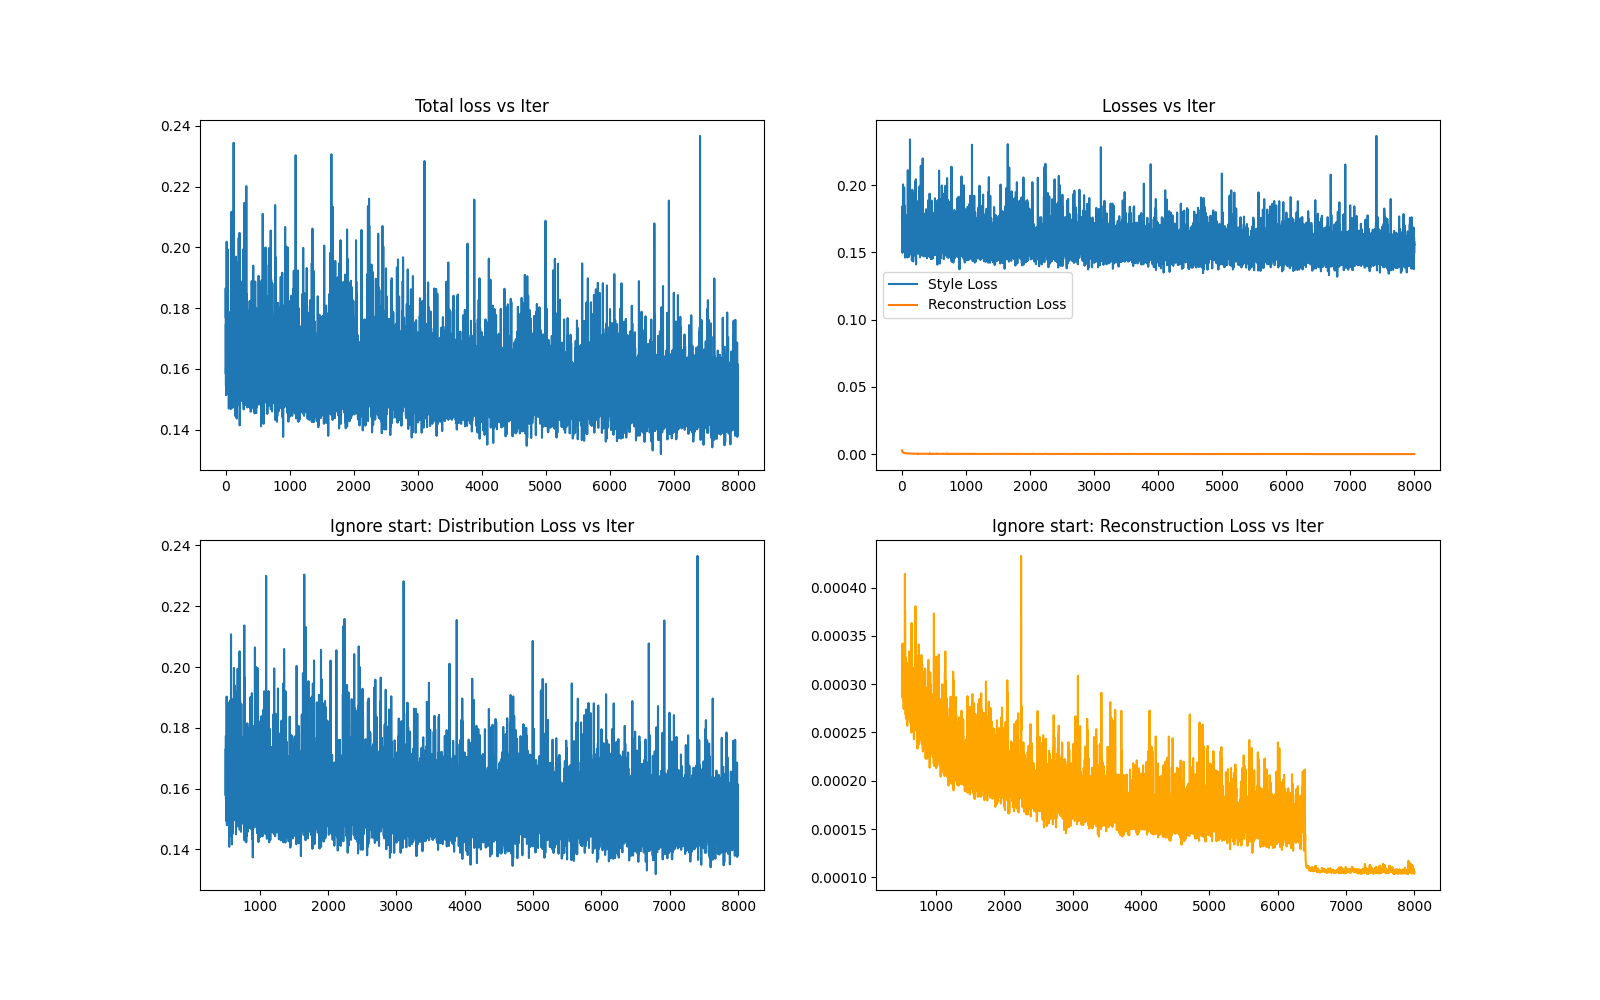 Total loss vs Iter
0.24
0.22
0.20
0.18
0.16
0.14
0 1000 2000 3000 4000 5000 6000 7000 8000
Losses vs Iter
0.20
0.15
0.10
0.05
0.00
Style Loss
Reconstruction Loss
0 1000 2000 3000 4000 5000 6000 7000 8000
Ignore start: Distribution Loss vs Iter
0.24
0.22
0.20
0.18
0.16
0.14
1000 2000 3000 4000 5000 6000 7000 8000
Ignore start: Reconstruction Loss vs Iter
0.00040
0.00035
0.00030
0.00025
0.00020
0.00015
0.00010
1000 2000 3000 4000 5000 6000 7000 8000